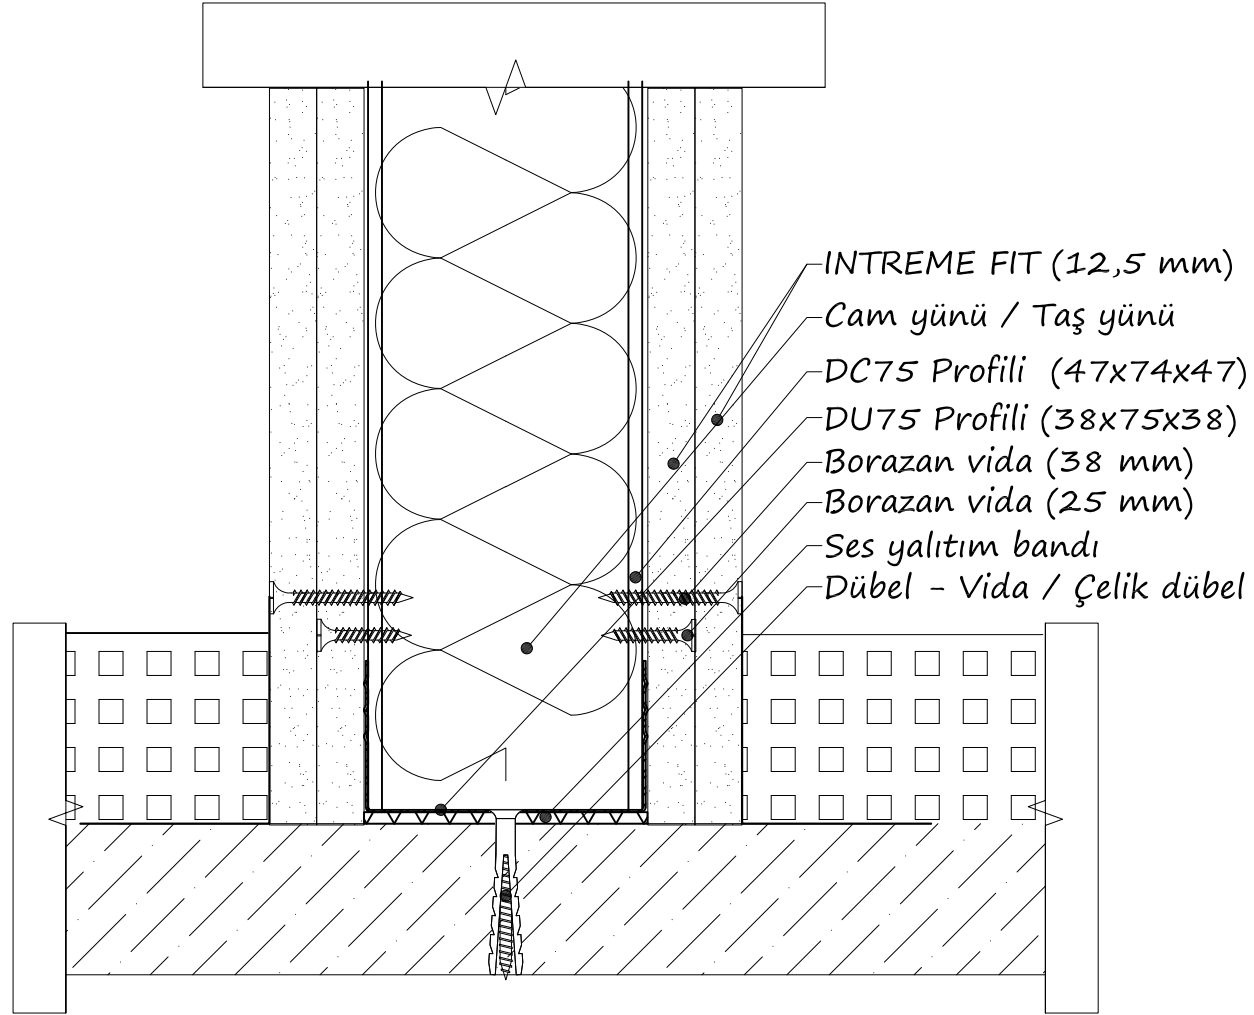 INTREME FIT (12,5 mm)
Cam yünü / Taş yünü
DC75 Profili (47x74x47)
DU75 Profili (38x75x38)
Borazan vida (38 mm)
Borazan vida (25 mm)
Ses yalıtım bandı
Dübel - Vida / Çelik dübel